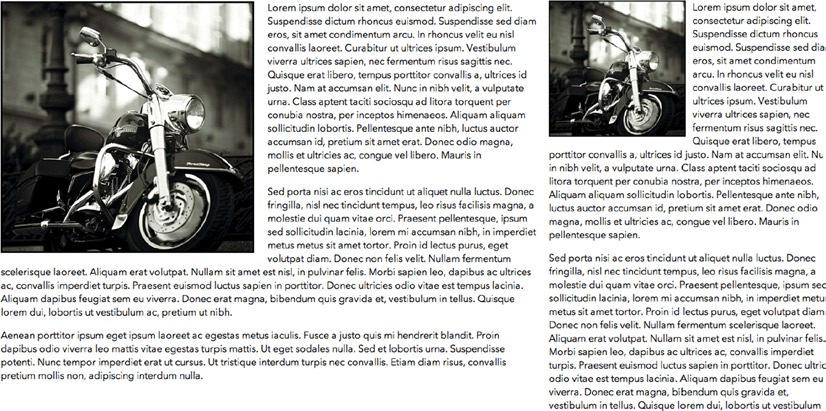 Lorem ipsum dolor sit amet, consectetur adipiscing elit.
Suspendisse dictum rhoncus euismod. Suspendisse sed diam
eros, sit amet condimentum arcu. In rhoncus velit eu nisl
convallis laoreet. Curabitur ut ultrices ipsum. Vestibulum
viverra ultrices sapien, nec fermentum risus sagittis nec.
Quisque erat libero, tempus porttitor convallis a, ultrices id
justo. Nam at accumsan elit. Nunc in nibh velit, a vulputate
urna. Class aptent taciti sociosqu ad litora torquent per
conubia nostra, per inceptos himenaeos. Aliquam aliquam
sollicitudin lobortis. Pellentesque ante nibh, luctus auctor
accumsan id, pretium sit amet erat. Donec odio magna,
mollis et ultricies ac, congue vel libero. Mauris in
pellentesque sapien.
Sed porta nisi ac eros tincidunt ut aliquet nulla luctus. Donec
fringilla, nisl nec tincidunt tempus, leo risus facilisis magna, a
molestie dui quam vitae orci. Praesent pellentesque, ipsum
sed sollicitudin lacinia, lorem mi accumsan nibh, in imperdiet
metus metus sit amet tortor. Proin id lectus purus, eget
volutpat diam. Donec non felis velit. Nullam fermentum
scelerisque laoreet. Aliquam erat volutpat. Nullam sit amet est nisl, in pulvinar felis. Morbi sapien leo, dapibus ac ultrices
ac, convallis imperdiet turpis. Praesent euismod luctus sapien in porttitor. Donec ultricies odio vitae est tempus lacinia.
Aliquam dapibus feugiat sem eu viverra. Donec erat magna, bibendum quis gravida et, vestibulum in tellus. Quisque
lorem dui, lobortis ut vestibulum ac, pretium ut nibh.
Aenean porttitor ipsum eget ipsum laoreet ac egestas metus iaculis. Fusce a justo quis mi hendrerit blandit. Proin
dapibus odio viverra leo mattis vitae egestas turpis mattis. Ut eget sodales nulla. Sed et lobortis urna. Suspendisse
potenti. Nunc tempor imperdiet erat ut cursus. Ut tristique interdum turpis nec convallis. Etiam diam risus, convallis
pretium mollis non, adipiscing interdum nulla.
Lorem ipsum dolor sit amet,
consectetur adipiscing elit.
Suspendisse dictum rhoncus
euismod. Suspendisse sed dia
eros, sit amet condimentum
arcu. In rhoncus velit eu nisl
convallis laoreet. Curabitur ut
ultrices ipsum. Vestibulum
viverra ultrices sapien, nec
fermentum risus sagittis nec.
Quisque erat libero, tempus
porttitor convallis a, ultrices id justo. Nam at accumsan elit. Nu
in nibh velit, a vulputate urna. Class aptent taciti sociosqu ad
litora torquent per conubia nostra, per inceptos himenaeos.
Aliquam aliquam sollicitudin lobortis. Pellentesque ante nibh,
luctus auctor accumsan id, pretium sit amet erat. Donec odio
magna, mollis et ultricies ac, congue vel libero. Mauris in
pellentesque sapien.
Sed porta nisi ac eros tincidunt ut aliquet nulla luctus. Donec
fringilla, nisl nec tincidunt tempus, leo risus facilisis magna, a
molestie dui quam vitae orci. Praesent pellentesque, ipsum
sed sollicitudin lacinia, lorem mi accumsan nibh, in imperdiet
metus sit amet tortor. Proin id lectus purus, eget volutpat diam
Donec non felis velit. Nullam fermentum scelerisque laoreet.
Aliquam erat volutpat. Nullam sit amet est nisl, in pulvinar felis.
Morbi sapien leo, dapibus ac ultrices ac, convallis imperdiet
turpis. Praesent euismod luctus sapien in porttitor. Donec ultric
odio vitae est tempus lacinia. Aliquam dapibus feugiat sem eu
viverra. Donec erat magna, bibendum quis gravida et,
vestibulum in tellus. Quisque lorem dui, lobortis ut vestibulum